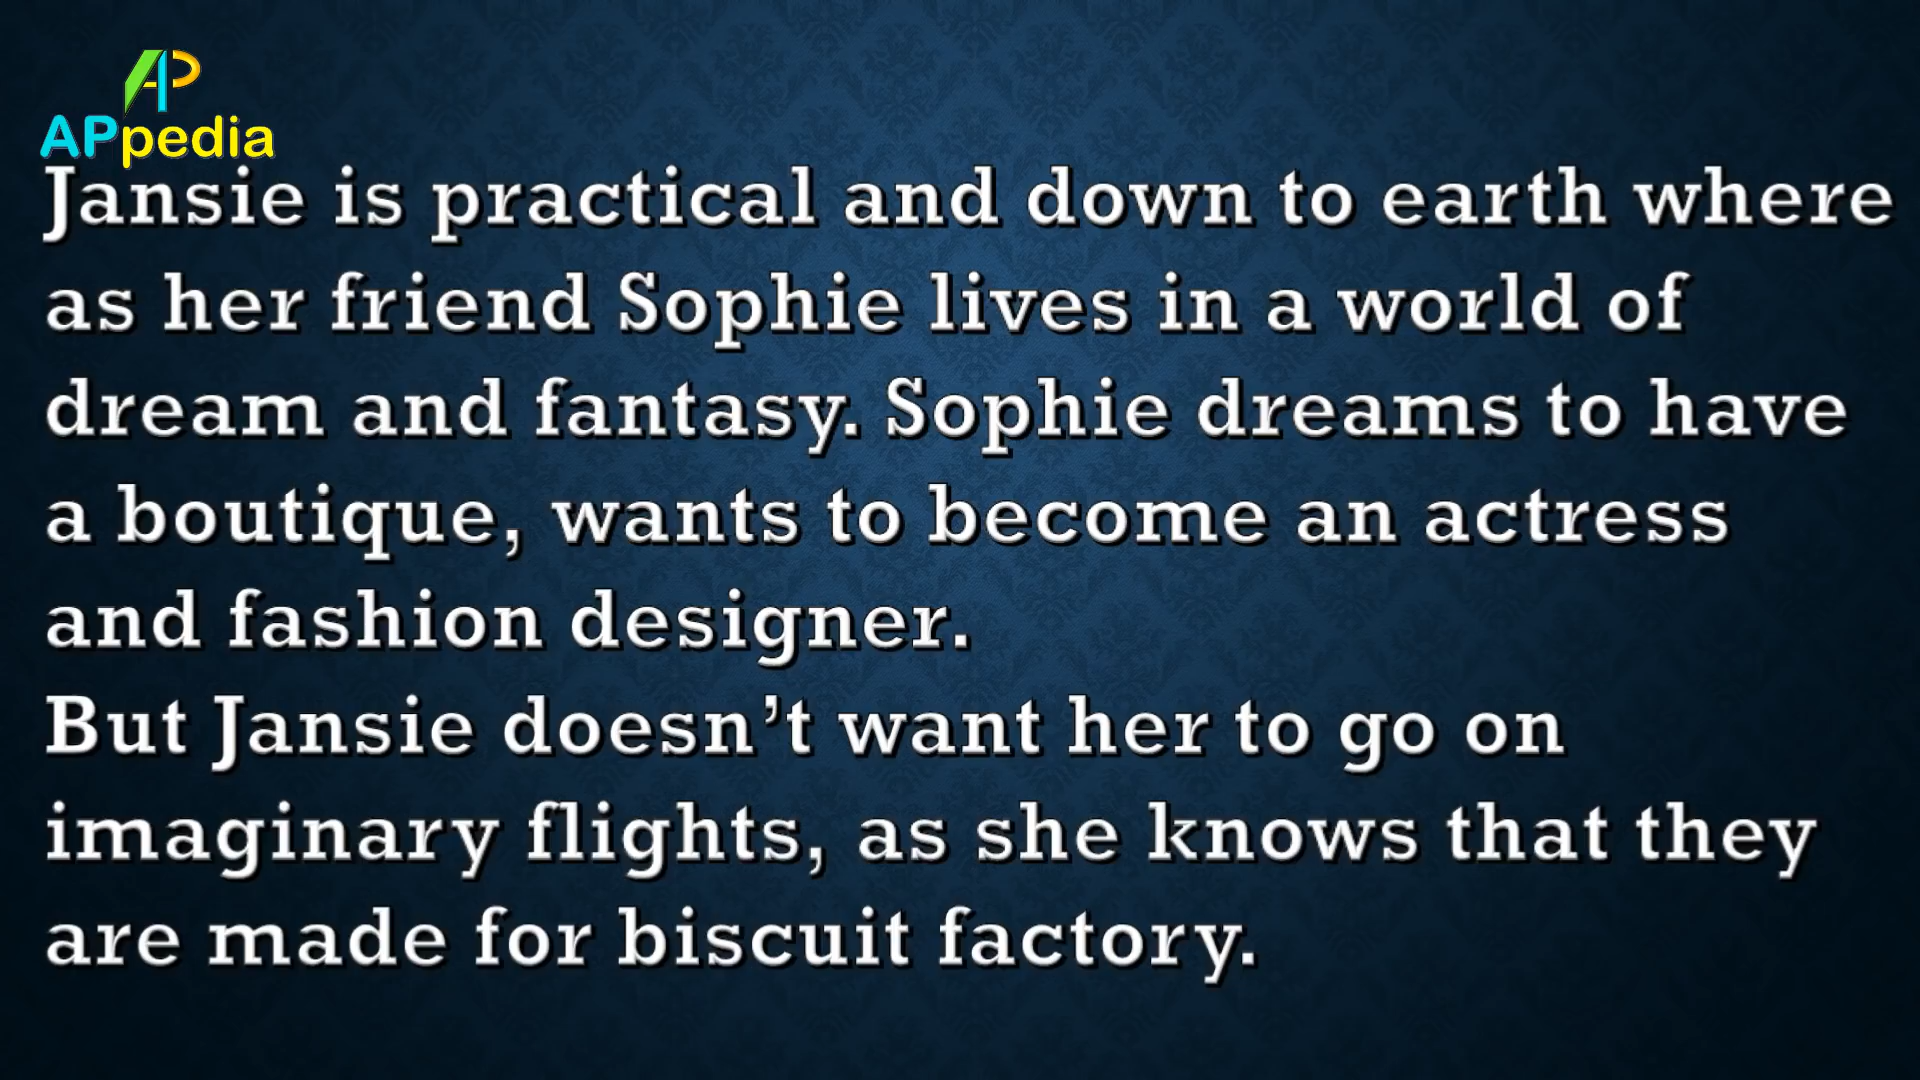 AP
APpedia
Jansie is practical and down to earth where
as her friend Sophie lives in a world of
dream and fantasy. Sophie dreams to have
a boutique, wants to become an actress
and fashion designer.
But Jansie doesn’t want her to go on
imaginary flights, as she knows that they
are made for biscuit factory.